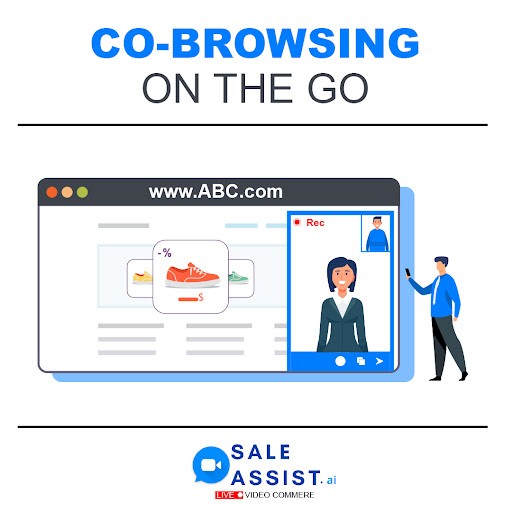 CO-BROWSING
ON THE GO
www.ABC.com
Rec
-%
$
SALE
ASSIST.ai
LIVE VIDEO COMMERE